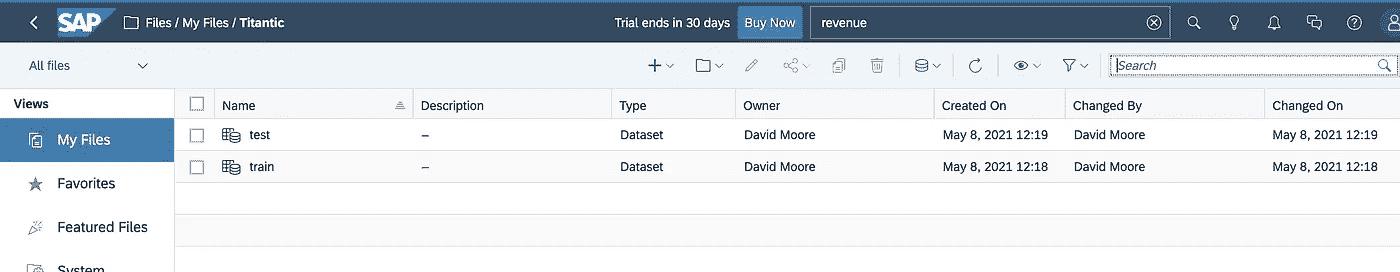 SAP Files / My Files / Titantic Trial ends in 30 days Buy Now revenue
All files Search
Views Name Description Type Owner Created On Changed By Changed On
My Files test – Dataset David Moore May 8, 2021 12:19 David Moore May 8, 2021 12:19
train – Dataset David Moore May 8, 2021 12:18 David Moore May 8, 2021 12:18
Favorites
Featured Files
System